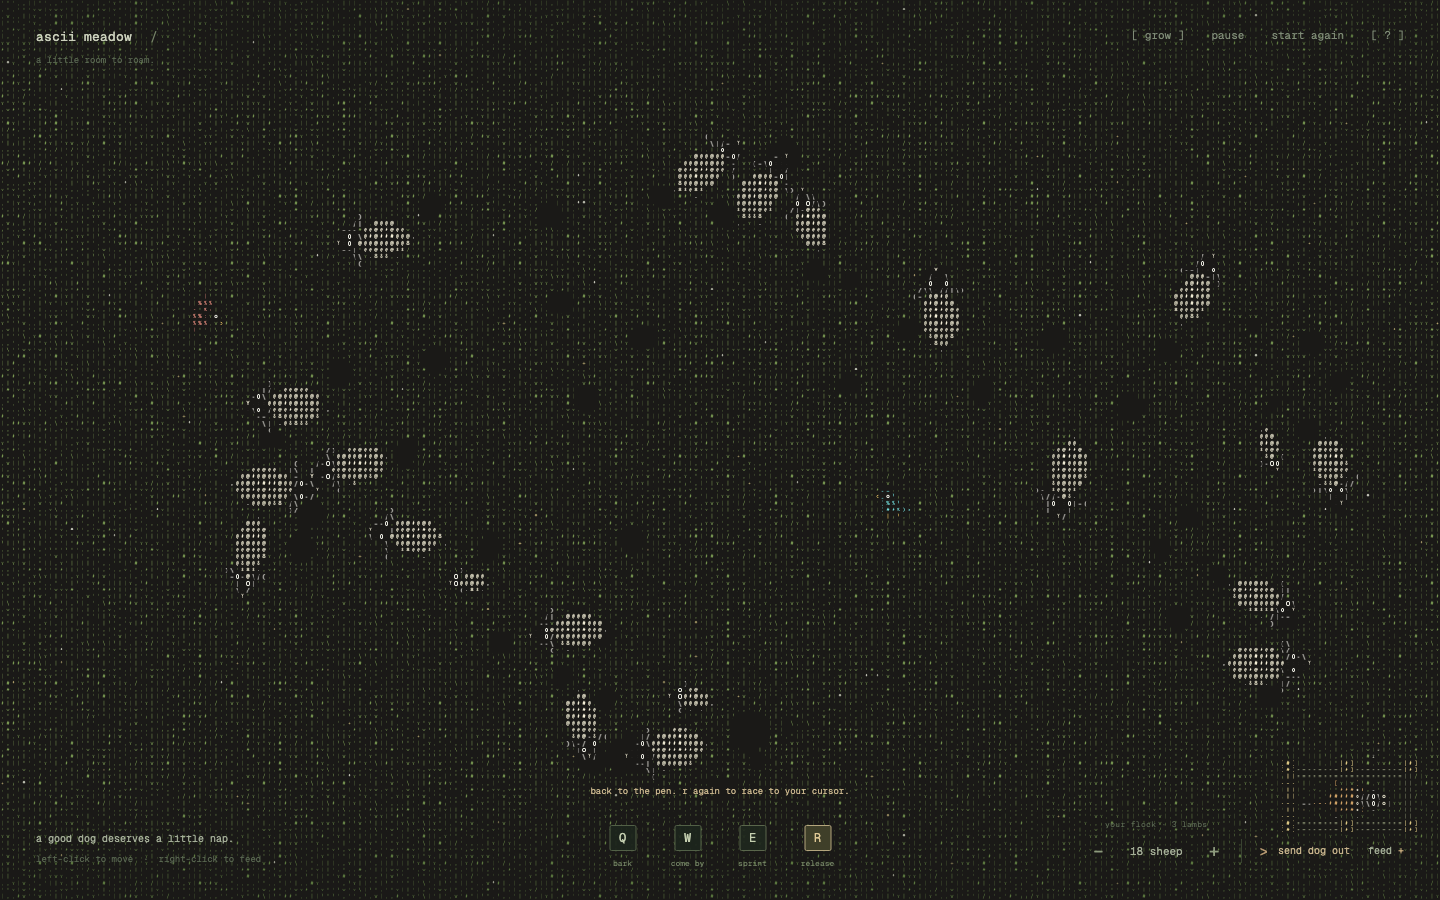 ascii meadow /
a little room to roam
[ grow ] pause start again [ ? ]
back to the pen. r again to race to your cursor.
Q W E R
bark come by sprint release
a good dog deserves a little nap.
left-click to move · right-click to feed
your flock · 3 lambs
− 18 sheep + > send dog out feed +